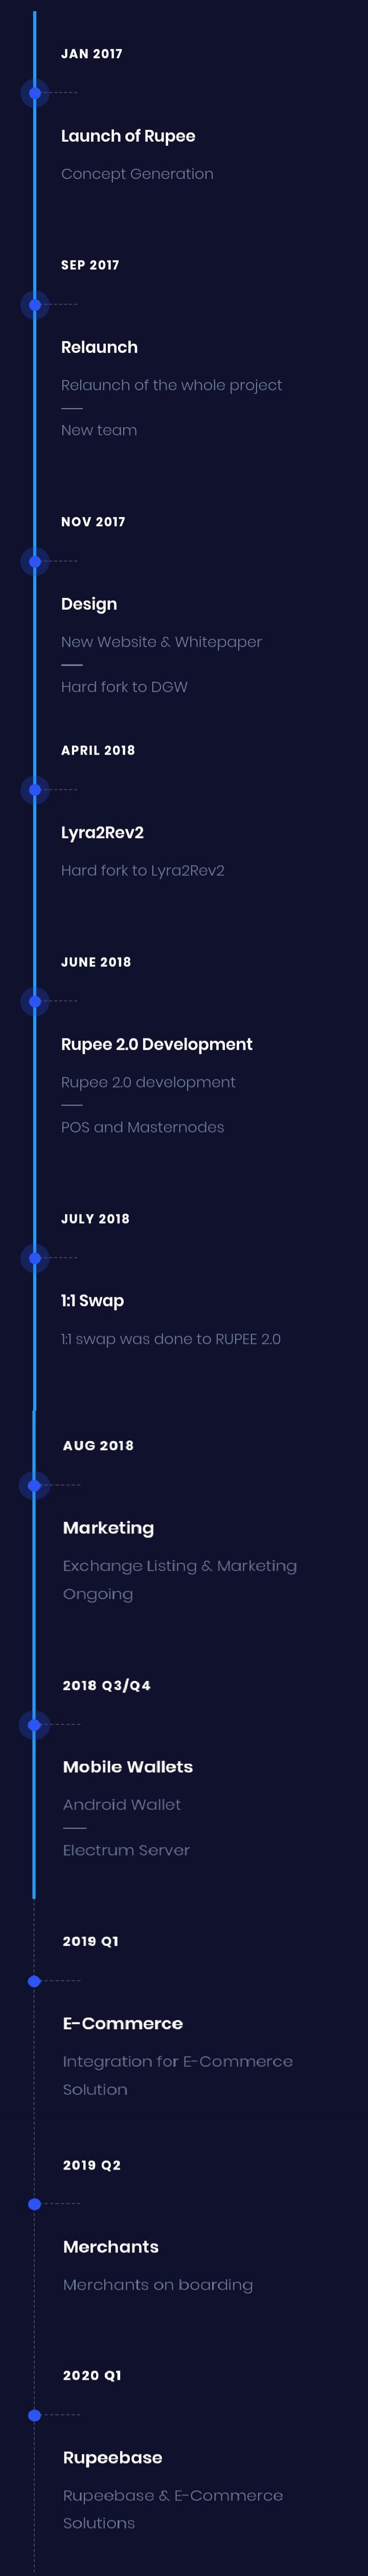 JAN 2017
Launch of Rupee
Concept Generation
SEP 2017
Relaunch
Relaunch of the whole project
New team
NOV 2017
Design
New Website & Whitepaper
Hard fork to DGW
APRIL 2018
Lyra2Rev2
Hard fork to Lyra2Rev2
JUNE 2018
Rupee 2.0 Development
Rupee 2.0 development
POS and Masternodes
JULY 2018
1:1 Swap
1:1 swap was done to RUPEE 2.0
AUG 2018
Marketing
Exchange Listing & Marketing
Ongoing
2018 Q3/Q4
Mobile Wallets
Android Wallet
Electrum Server
2019 Q1
E-Commerce
Integration for E-Commerce
Solution
2019 Q2
Merchants
Merchants on boarding
2020 Q1
Rupeebase
Rupeebase & E-Commerce
Solutions